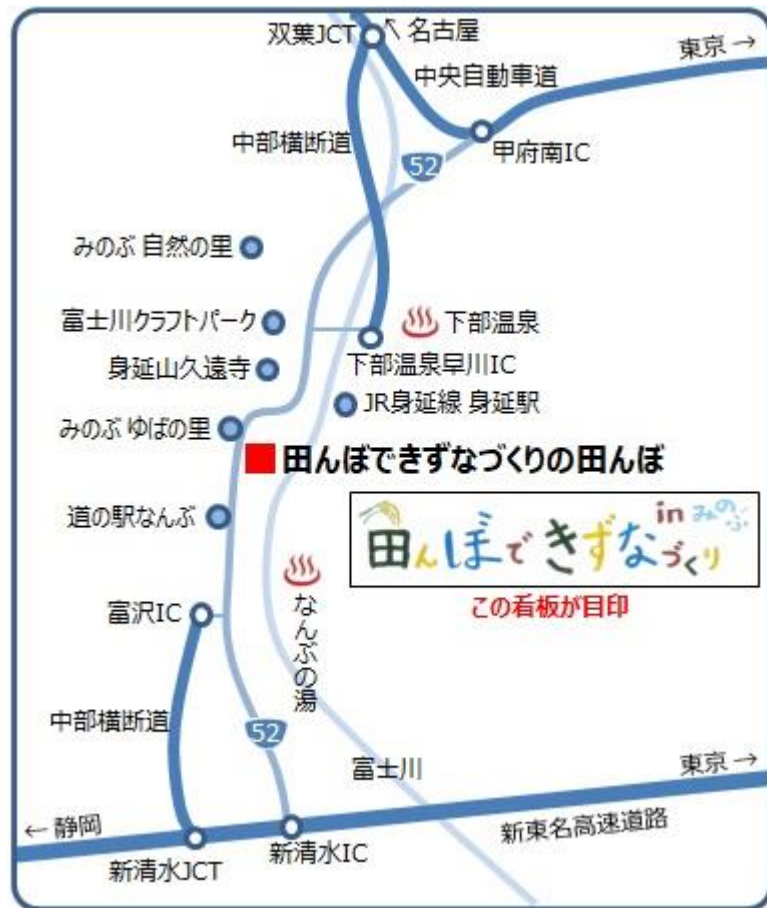 双葉JCT
↖ 名古屋
東京 →
中央自動車道
中部横断道
52
甲府南IC
みのぶ 自然の里
富士川クラフトパーク
下部温泉
下部温泉早川IC
身延山久遠寺
JR身延線 身延駅
みのぶ ゆばの里
田んぼできずなづくりの田んぼ
道の駅なんぶ
田んぼできずなづくり
in みのぶ
この看板が目印
富沢IC
なんぶの湯
中部横断道
52
富士川
東京 →
← 静岡
新東名高速道路
新清水JCT
新清水IC